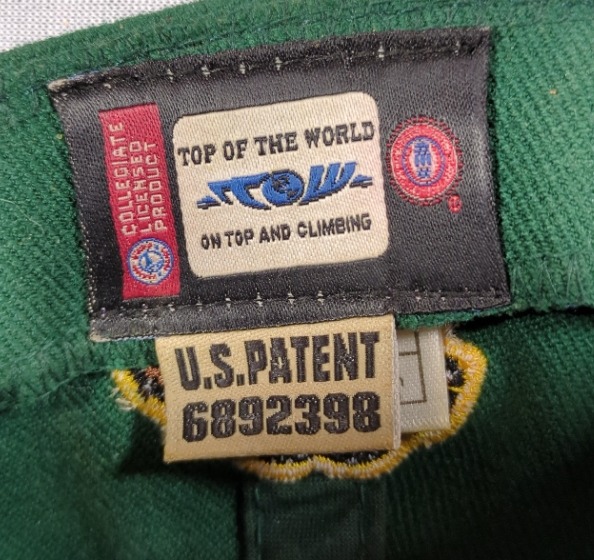 COLLEGIATE
LICENSED
PRODUCT
TOP OF THE WORLD
TOW
ON TOP AND CLIMBING
U.S.PATENT
6892398